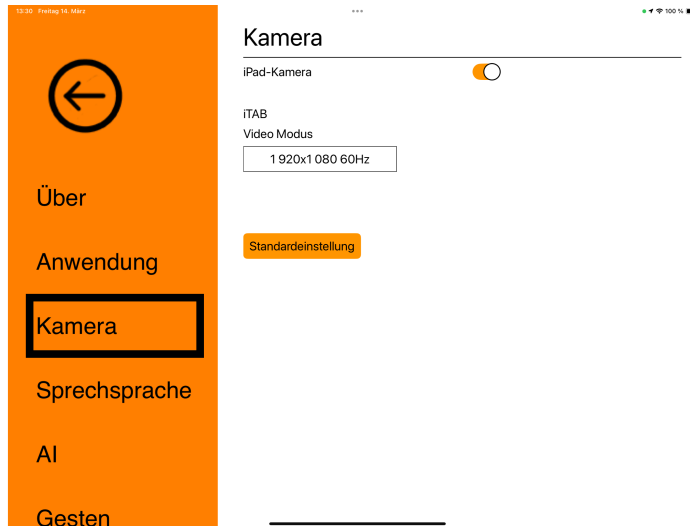 13:30 Freitag 14. März
100 %
Über
Anwendung
Kamera
Sprechsprache
AI
Gesten
Kamera
iPad-Kamera
iTAB
Video Modus
1 920x1 080 60Hz
Standardeinstellung